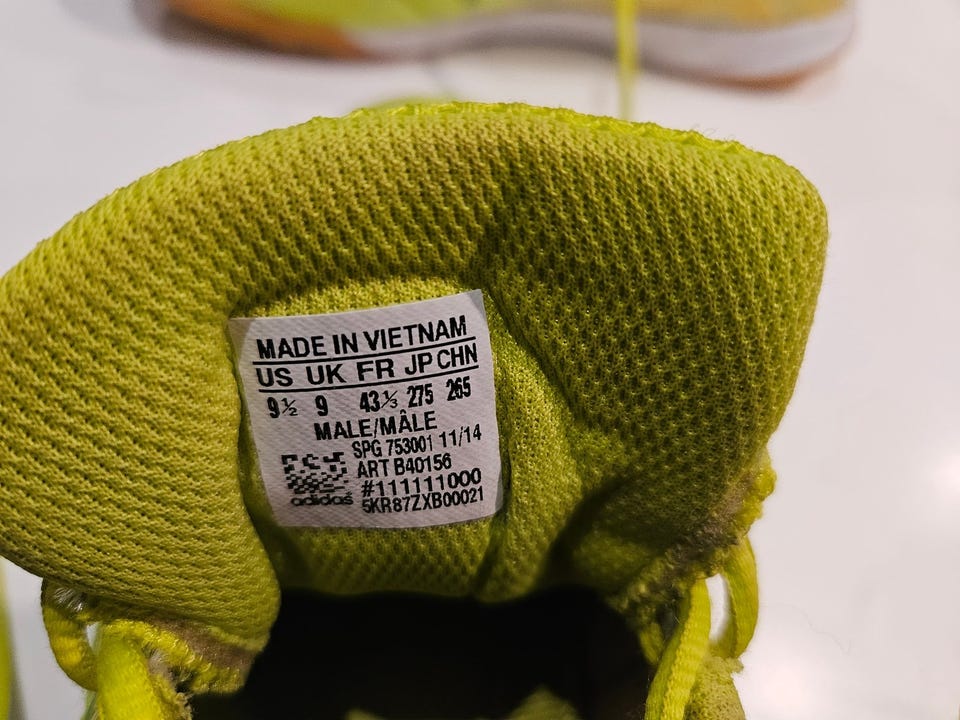 MADE IN VIETNAM
US UK FR JP CHN
9½ 9 43⅓ 275 265
MALE/MÂLE
SPG 753001 11/14
ART B40156
#111111000
adidas 5KR87ZXB00021